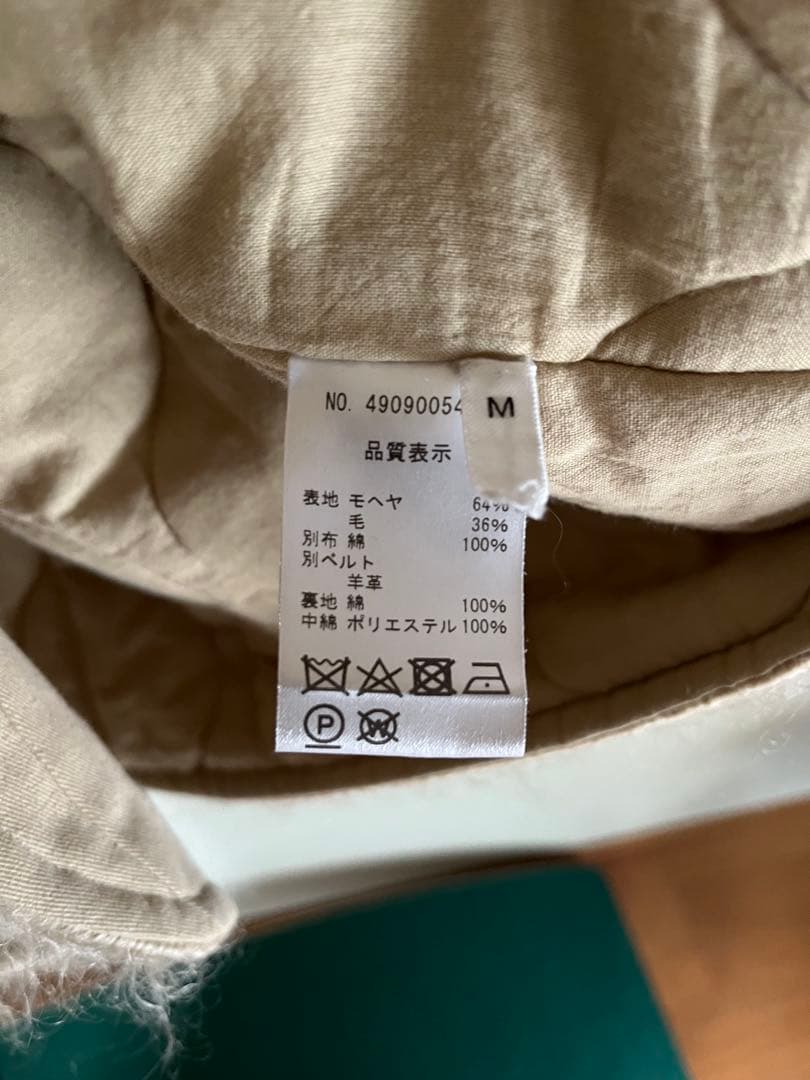 NO. 49090054
M
品質表示
表地 モヘヤ 64%
毛 36%
別布 綿 100%
別ベルト
羊革
裏地 綿 100%
中綿 ポリエステル 100%
P W